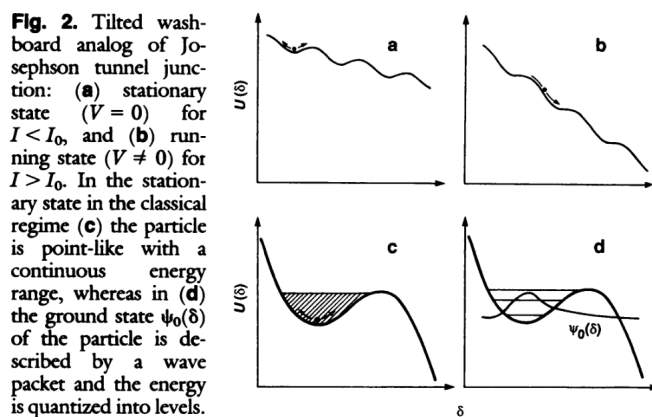 Fig. 2. Tilted wash-
board analog of Jo-
sephson tunnel junc-
tion: (a) stationary
state (V = 0) for
I < I₀, and (b) run-
ning state (V ≠ 0) for
I > I₀. In the station-
ary state in the classical
regime (c) the particle
is point-like with a
continuous energy
range, whereas in (d)
the ground state ψ₀(δ)
of the particle is de-
scribed by a wave
packet and the energy
is quantized into levels.
a
b
U(δ)
c
d
U(δ)
ψ₀(δ)
δ